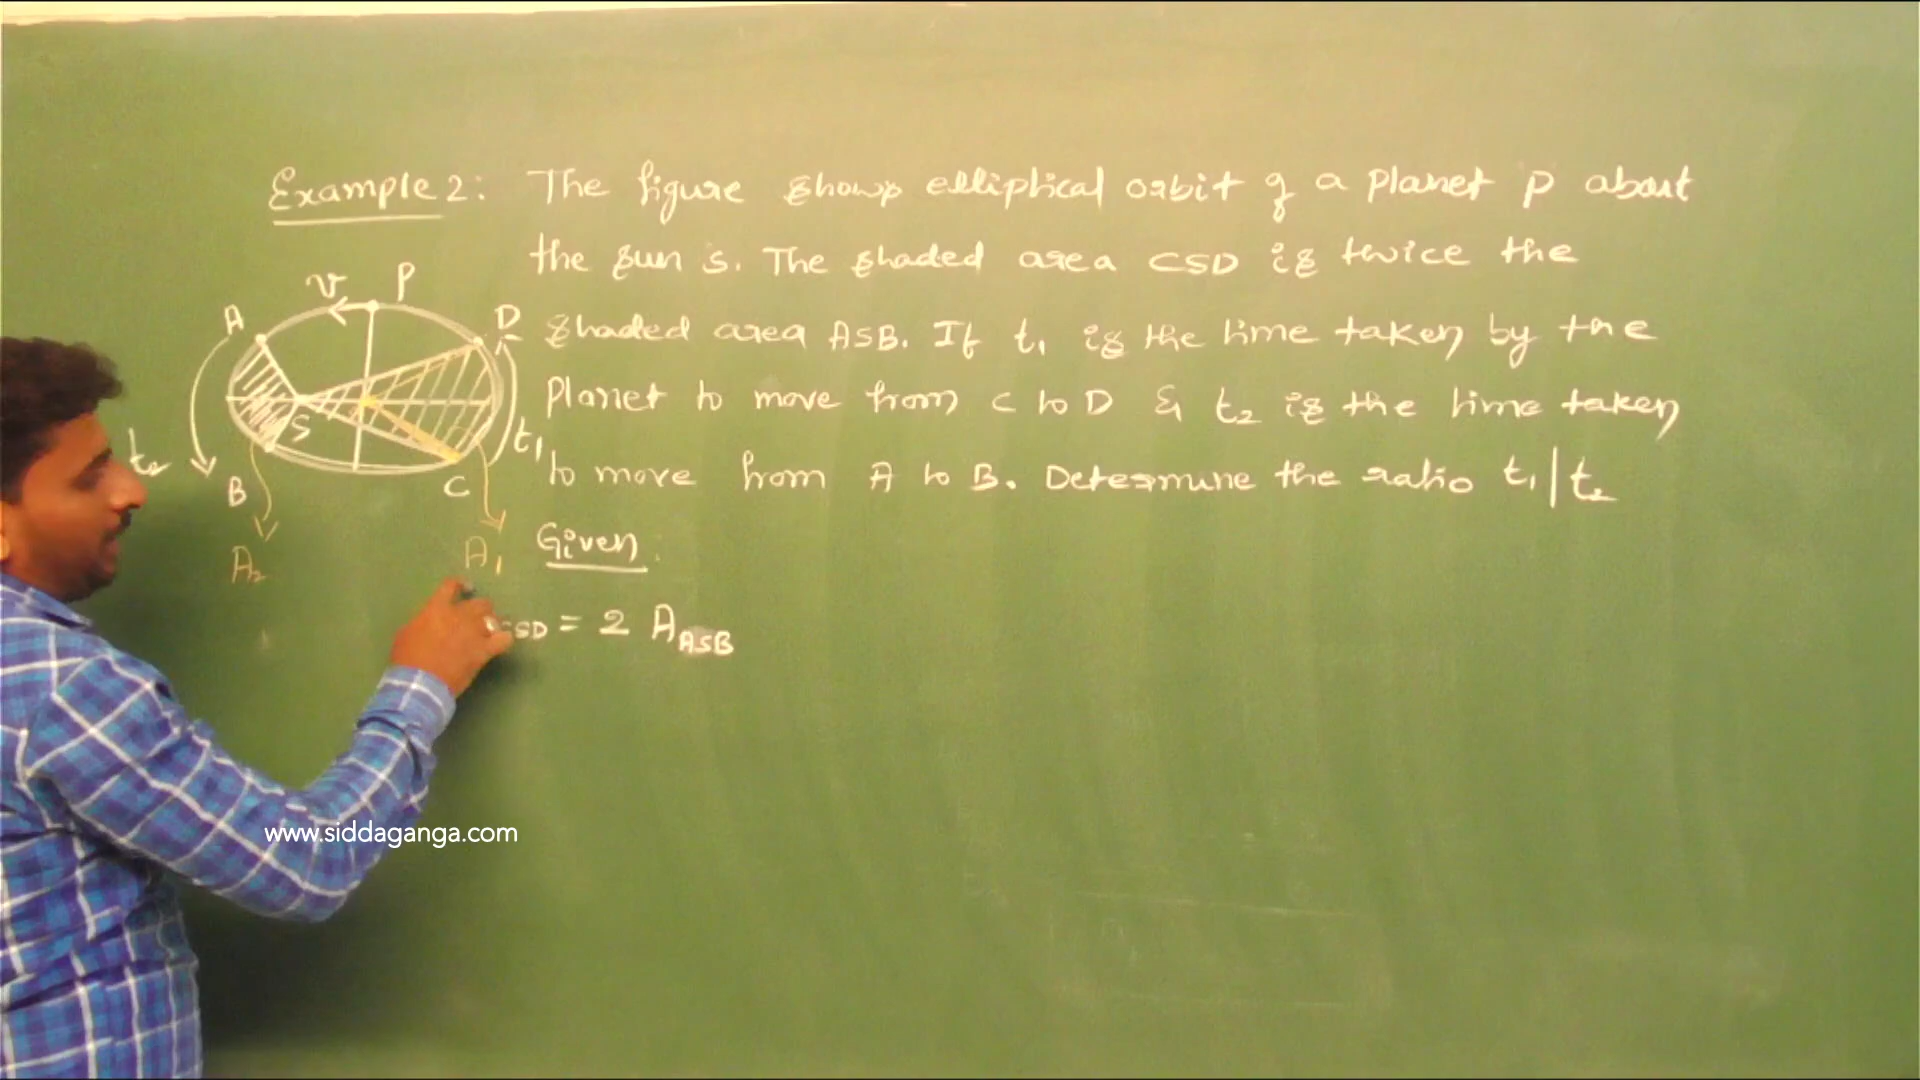 Example 2: The figure shows elliptical orbit of a planet P about
the sun S. The shaded area CSD is twice the
shaded area ASB. If t₁ is the time taken by the
Planet to move from C to D & t₂ is the time taken
to move from A to B. Determine the ratio t₁|t₂
v P
A D
S t₁
t₂ B C
A₂ A₁
Given:
CSD = 2 A ASB
www.siddaganga.com